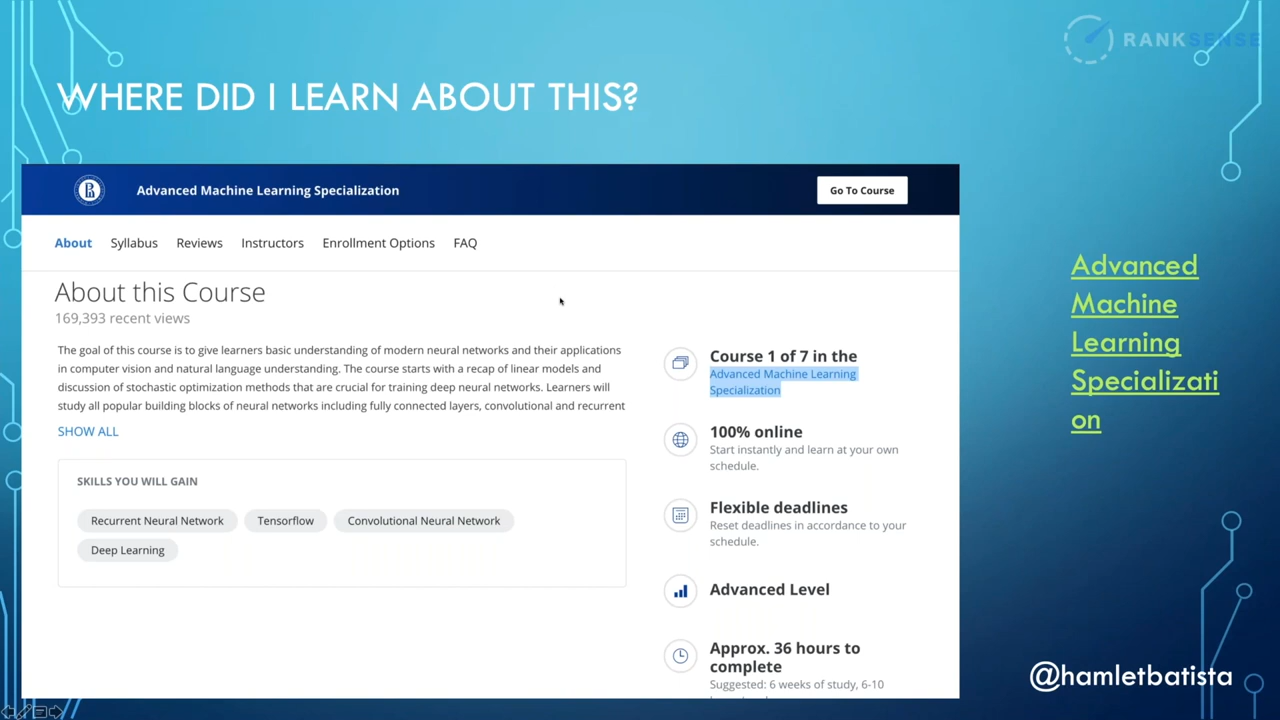 RANKSENSE
WHERE DID I LEARN ABOUT THIS?
Advanced Machine Learning Specialization
Go To Course
About
Syllabus
Reviews
Instructors
Enrollment Options
FAQ
About this Course
169,393 recent views
The goal of this course is to give learners basic understanding of modern neural networks and their applications
in computer vision and natural language understanding. The course starts with a recap of linear models and
discussion of stochastic optimization methods that are crucial for training deep neural networks. Learners will
study all popular building blocks of neural networks including fully connected layers, convolutional and recurrent
SHOW ALL
SKILLS YOU WILL GAIN
Recurrent Neural Network
Tensorflow
Convolutional Neural Network
Deep Learning
Course 1 of 7 in the
Advanced Machine Learning
Specialization
100% online
Start instantly and learn at your own
schedule.
Flexible deadlines
Reset deadlines in accordance to your
schedule.
Advanced Level
Approx. 36 hours to
complete
Suggested: 6 weeks of study, 6-10
Advanced
Machine
Learning
Specializati
on
@hamletbatista